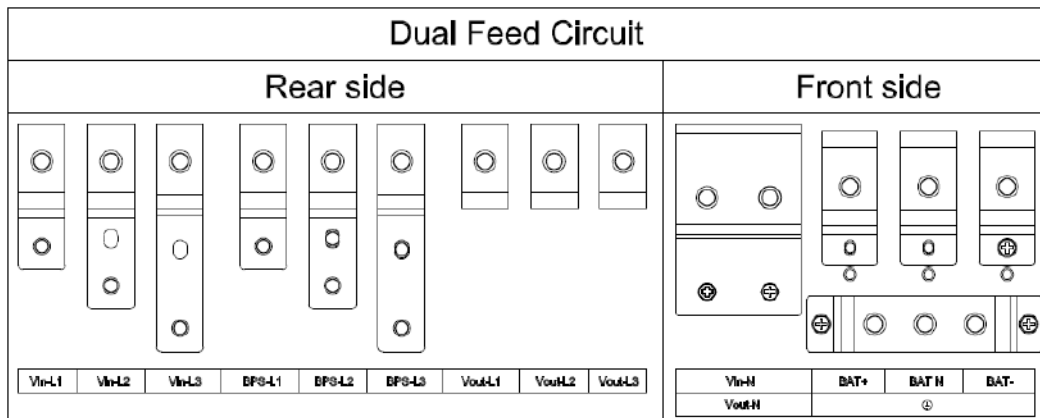 Dual Feed Circuit
Rear side
Front side
Vin-L1 Vin-L2 Vin-L3 BPS-L1 BPS-L2 BPS-L3 Vout-L1 Vout-L2 Vout-L3
Vin-N BAT+ BAT N BAT-
Vout-N ⏚